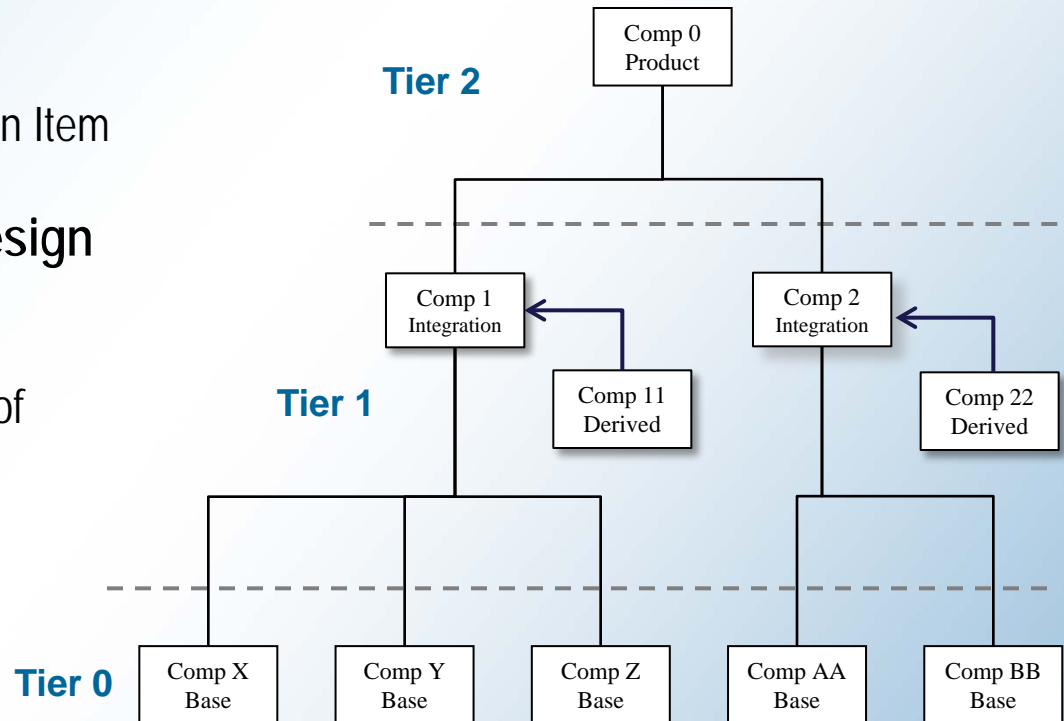 Comp 0
Product
Tier 2
n Item
esign
Comp 1
Integration
Comp 2
Integration
Comp 11
Derived
Comp 22
Derived
Tier 1
of
Tier 0
Comp X
Base
Comp Y
Base
Comp Z
Base
Comp AA
Base
Comp BB
Base